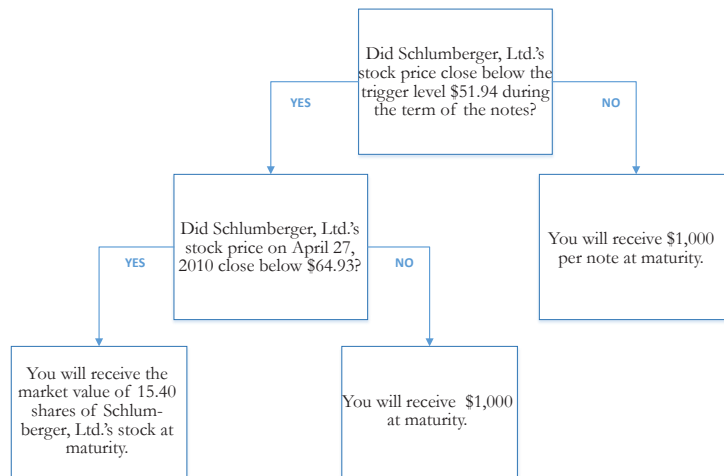 Did Schlumberger, Ltd.'s
stock price close below the
trigger level $51.94 during
the term of the notes?
YES
NO
Did Schlumberger, Ltd.'s
stock price on April 27,
2010 close below $64.93?
You will receive $1,000
per note at maturity.
YES
NO
You will receive the
market value of 15.40
shares of Schlum-
berger, Ltd.'s stock at
maturity.
You will receive $1,000
at maturity.